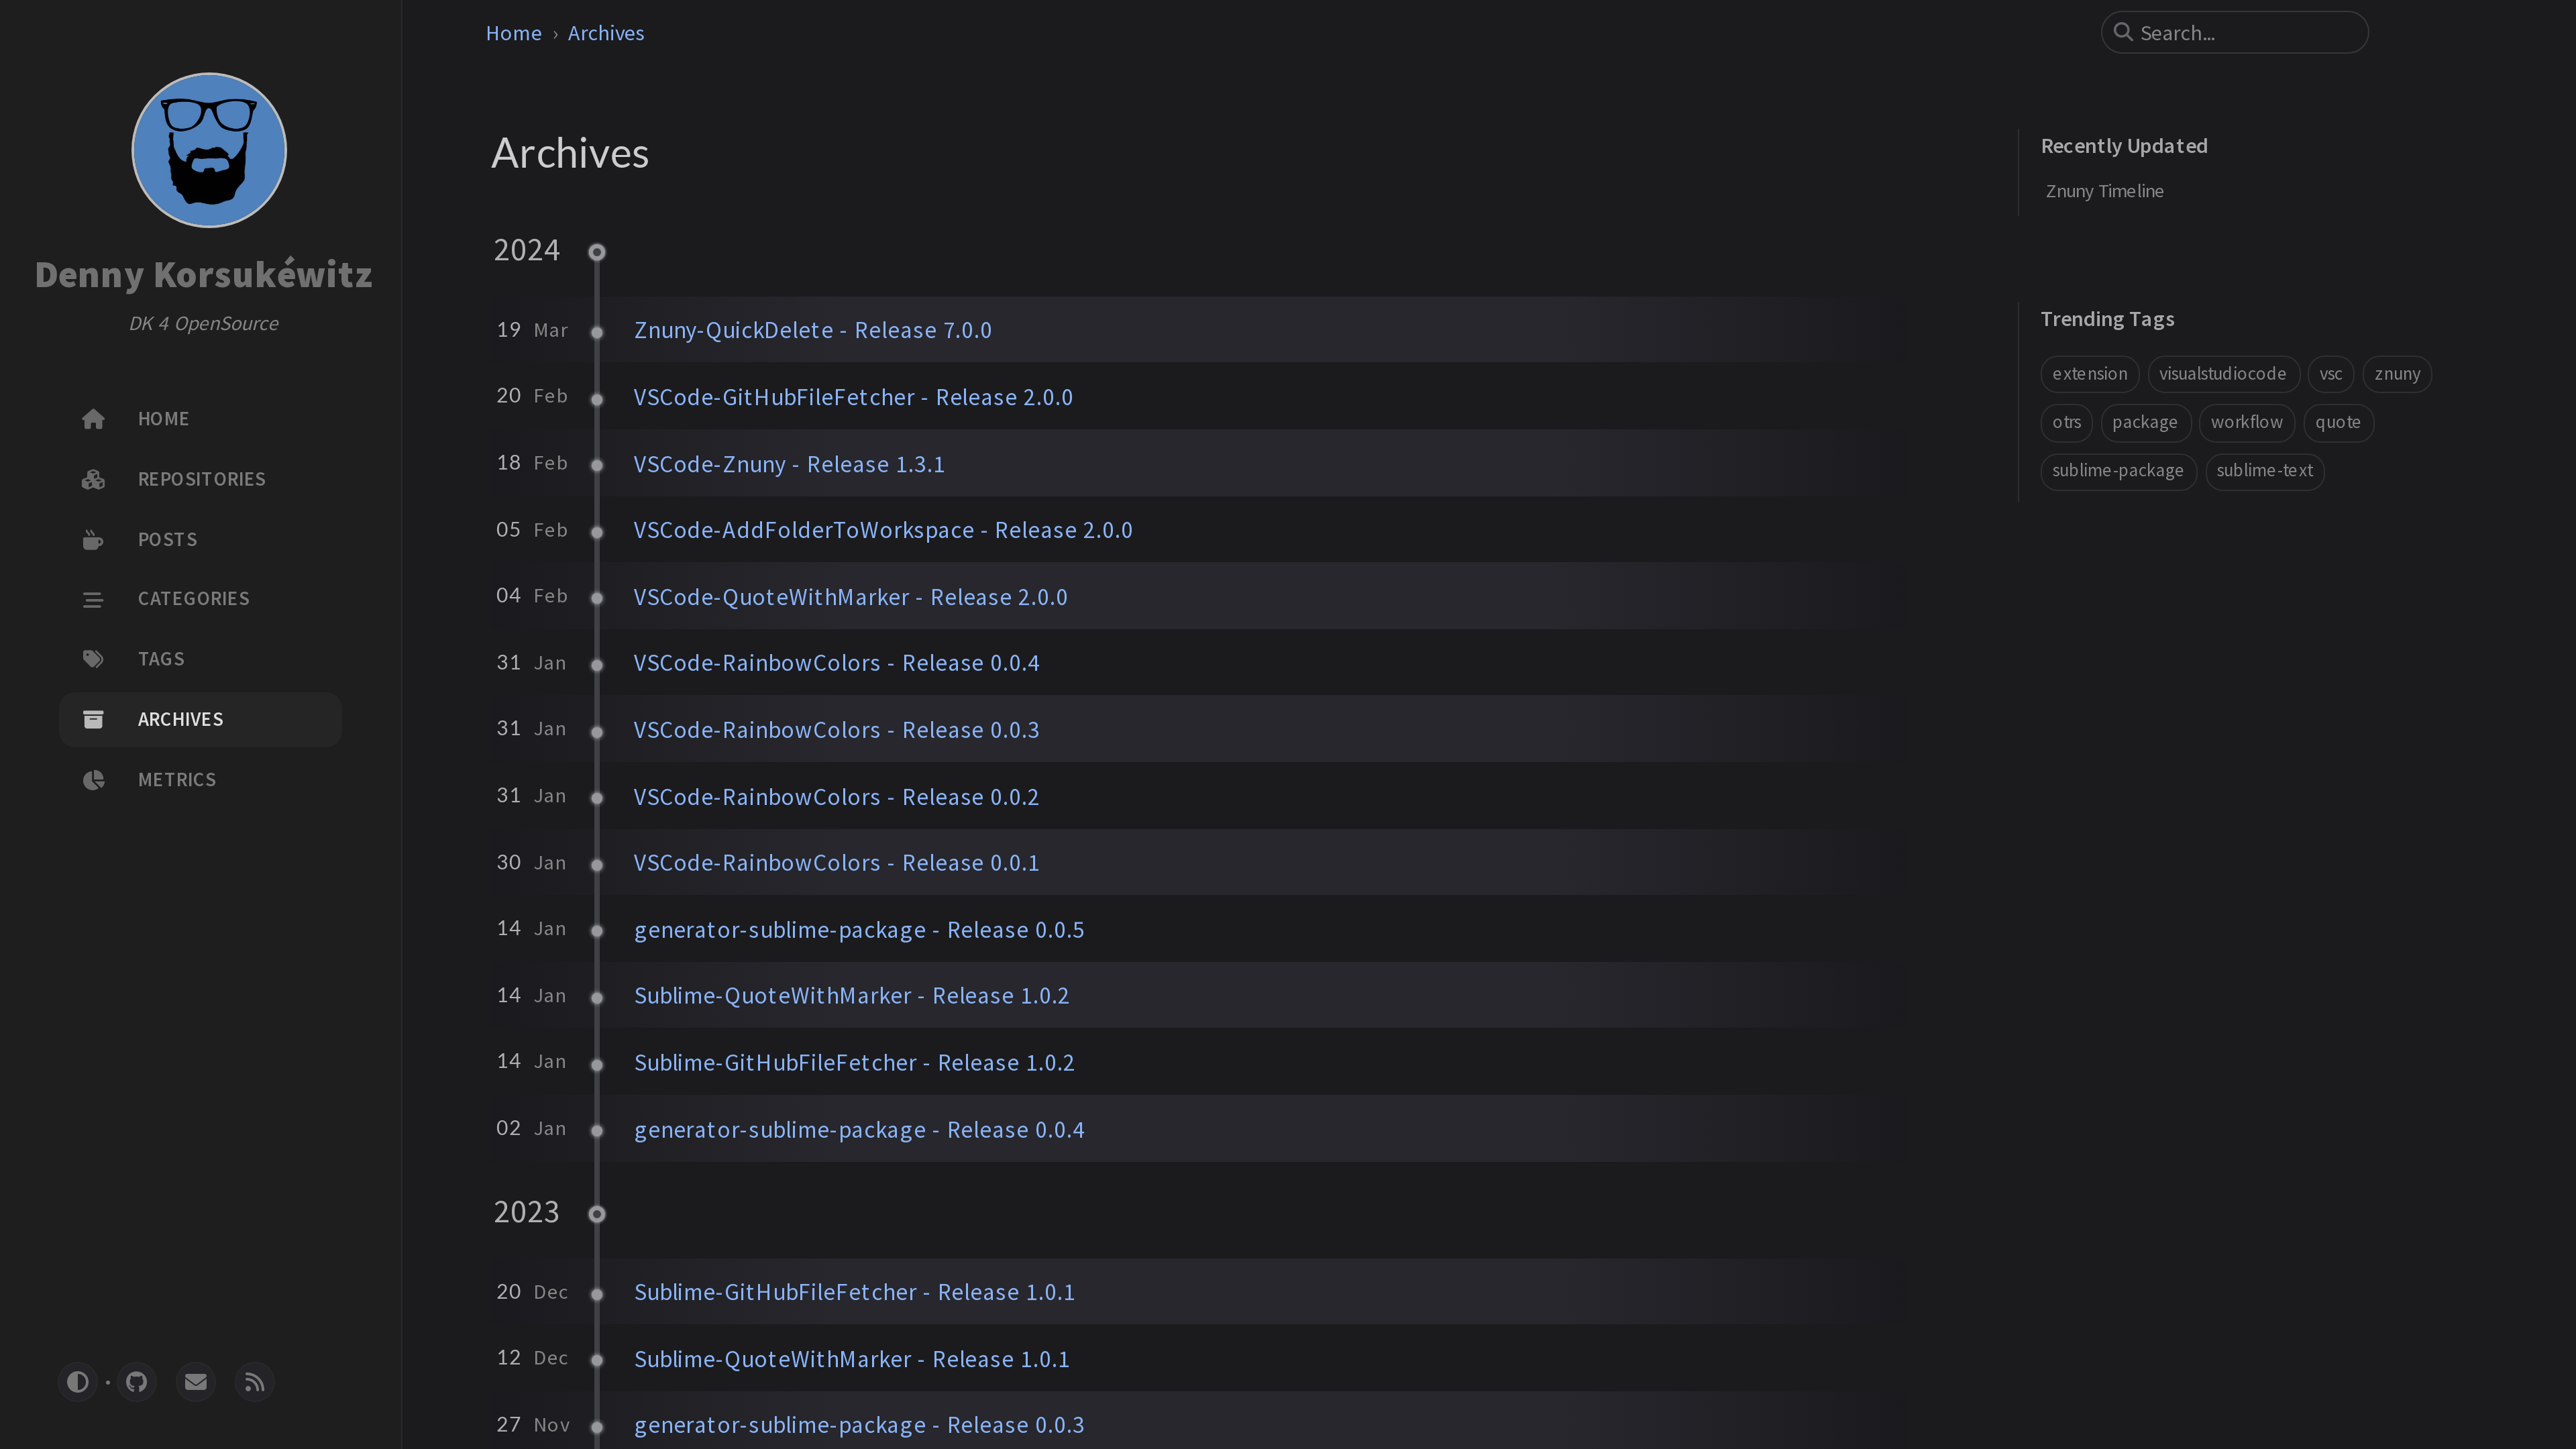 Denny Korsukéwitz
DK 4 OpenSource
HOME
REPOSITORIES
POSTS
CATEGORIES
TAGS
ARCHIVES
METRICS
Home › Archives
Search...
Archives
2024
19 Mar Znuny-QuickDelete - Release 7.0.0
20 Feb VSCode-GitHubFileFetcher - Release 2.0.0
18 Feb VSCode-Znuny - Release 1.3.1
05 Feb VSCode-AddFolderToWorkspace - Release 2.0.0
04 Feb VSCode-QuoteWithMarker - Release 2.0.0
31 Jan VSCode-RainbowColors - Release 0.0.4
31 Jan VSCode-RainbowColors - Release 0.0.3
31 Jan VSCode-RainbowColors - Release 0.0.2
30 Jan VSCode-RainbowColors - Release 0.0.1
14 Jan generator-sublime-package - Release 0.0.5
14 Jan Sublime-QuoteWithMarker - Release 1.0.2
14 Jan Sublime-GitHubFileFetcher - Release 1.0.2
02 Jan generator-sublime-package - Release 0.0.4
2023
20 Dec Sublime-GitHubFileFetcher - Release 1.0.1
12 Dec Sublime-QuoteWithMarker - Release 1.0.1
27 Nov generator-sublime-package - Release 0.0.3
Recently Updated
Znuny Timeline
Trending Tags
extension visualstudiocode vsc znuny
otrs package workflow quote
sublime-package sublime-text